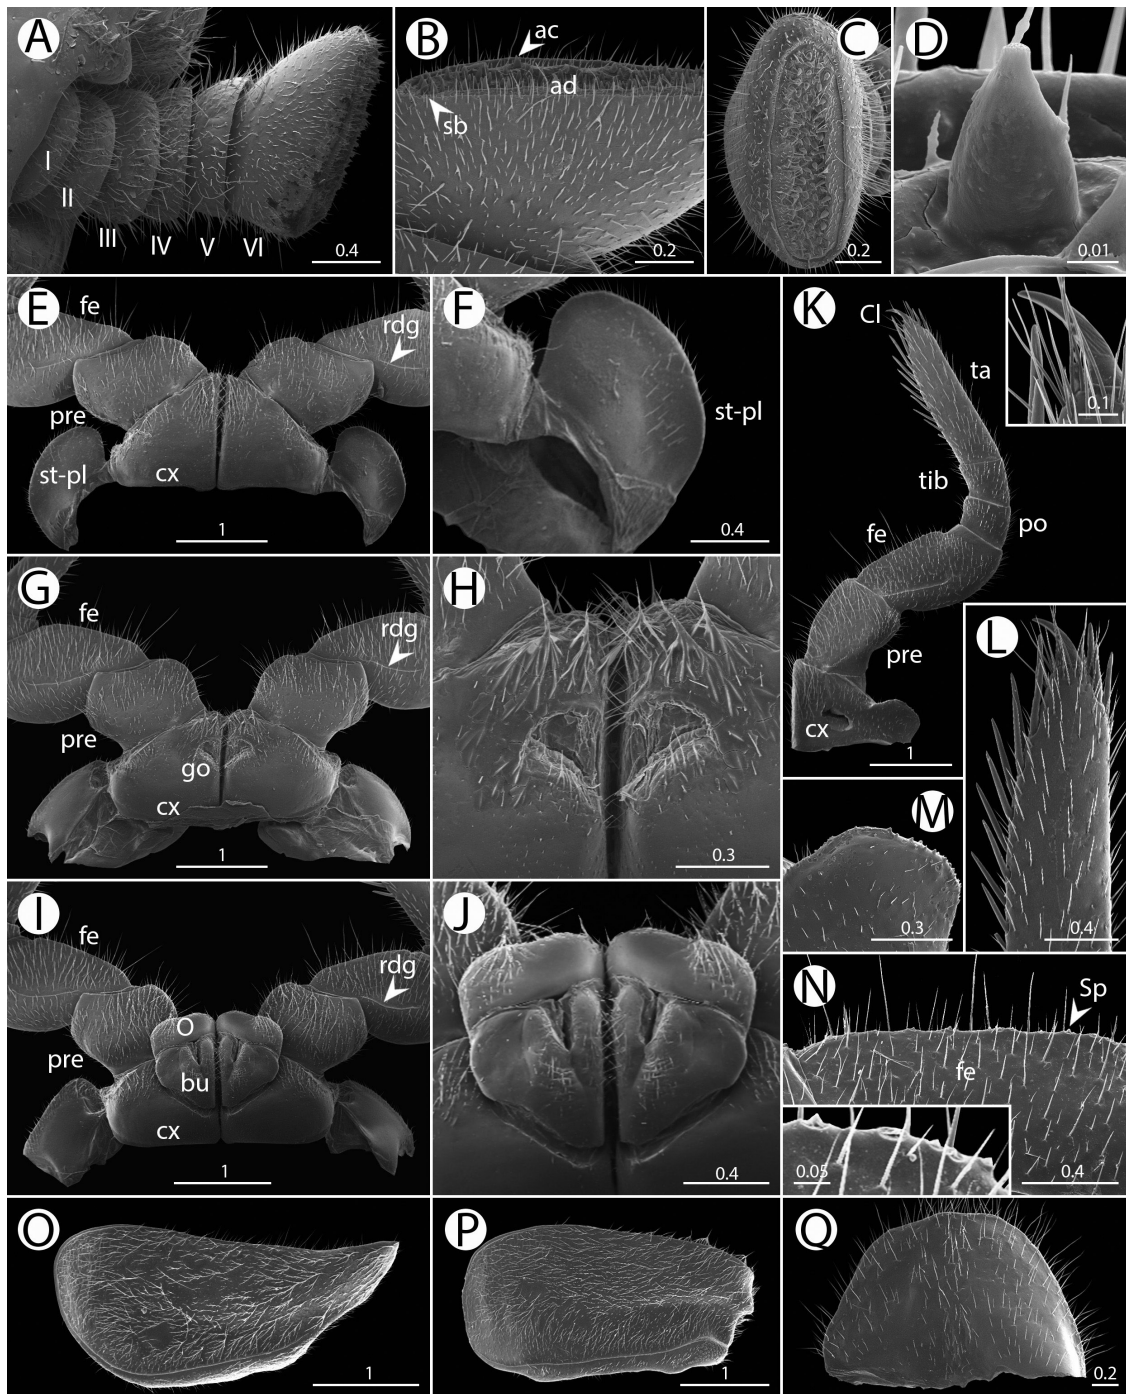 A
I
II
III
IV
V
VI
0.4
B
ac
ad
sb
0.2
C
0.2
D
0.01
E
fe
rdg
pre
st-pl
cx
1
F
st-pl
0.4
G
fe
rdg
pre
go
cx
1
H
0.3
I
fe
rdg
O
pre
bu
cx
1
J
0.4
K
Cl
ta
0.1
tib
po
fe
pre
cx
1
L
0.4
M
0.3
N
Sp
fe
0.05
0.4
O
1
P
1
Q
0.2